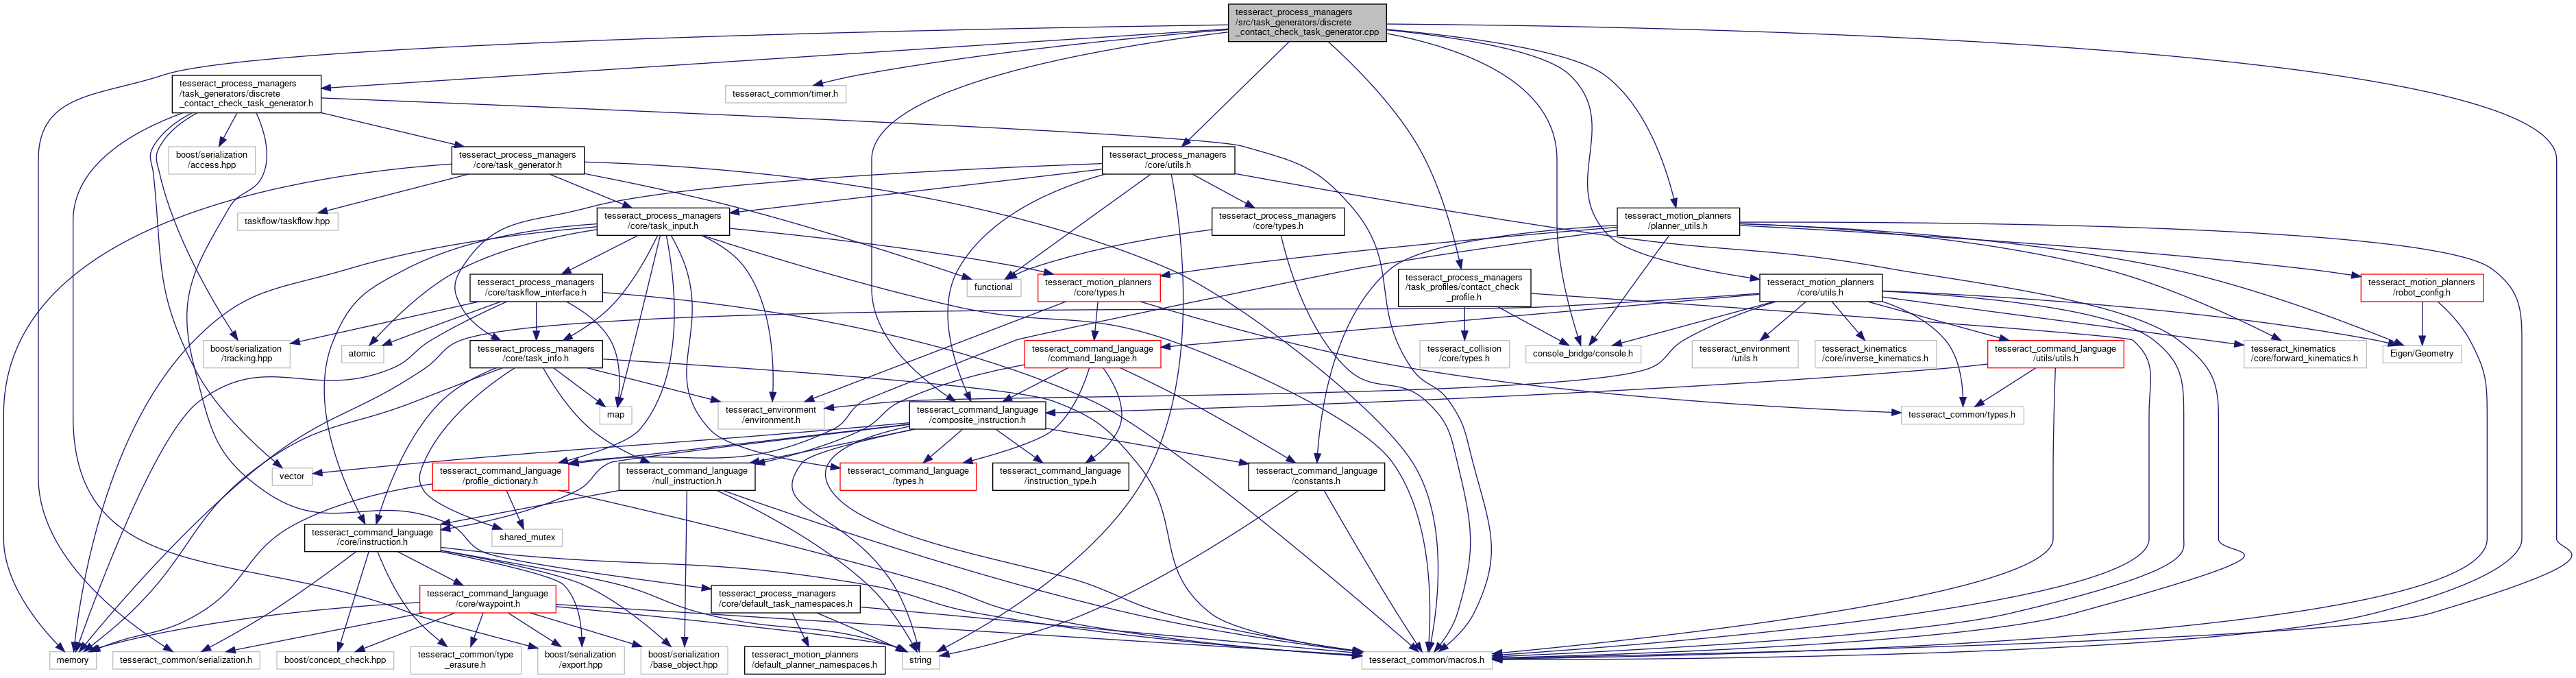 tesseract_process_managers
/src/task_generators/discrete
_contact_check_task_generator.cpp
tesseract_process_managers
/task_generators/discrete
_contact_check_task_generator.h
tesseract_common/timer.h
boost/serialization
/access.hpp
tesseract_process_managers
/core/task_generator.h
tesseract_process_managers
/core/utils.h
taskflow/taskflow.hpp
tesseract_process_managers
/core/task_input.h
tesseract_process_managers
/core/types.h
tesseract_motion_planners
/planner_utils.h
tesseract_process_managers
/core/taskflow_interface.h
functional
tesseract_motion_planners
/core/types.h
tesseract_process_managers
/task_profiles/contact_check
_profile.h
tesseract_motion_planners
/core/utils.h
tesseract_motion_planners
/robot_config.h
boost/serialization
/tracking.hpp
atomic
tesseract_process_managers
/core/task_info.h
tesseract_command_language
/command_language.h
tesseract_collision
/core/types.h
console_bridge/console.h
tesseract_environment
/utils.h
tesseract_kinematics
/core/inverse_kinematics.h
tesseract_command_language
/utils/utils.h
tesseract_kinematics
/core/forward_kinematics.h
Eigen/Geometry
map
tesseract_environment
/environment.h
tesseract_command_language
/composite_instruction.h
tesseract_common/types.h
vector
tesseract_command_language
/profile_dictionary.h
tesseract_command_language
/null_instruction.h
tesseract_command_language
/types.h
tesseract_command_language
/instruction_type.h
tesseract_command_language
/constants.h
tesseract_command_language
/core/instruction.h
shared_mutex
tesseract_command_language
/core/waypoint.h
tesseract_process_managers
/core/default_task_namespaces.h
memory
tesseract_common/serialization.h
boost/concept_check.hpp
tesseract_common/type
_erasure.h
boost/serialization
/export.hpp
boost/serialization
/base_object.hpp
tesseract_motion_planners
/default_planner_namespaces.h
string
tesseract_common/macros.h